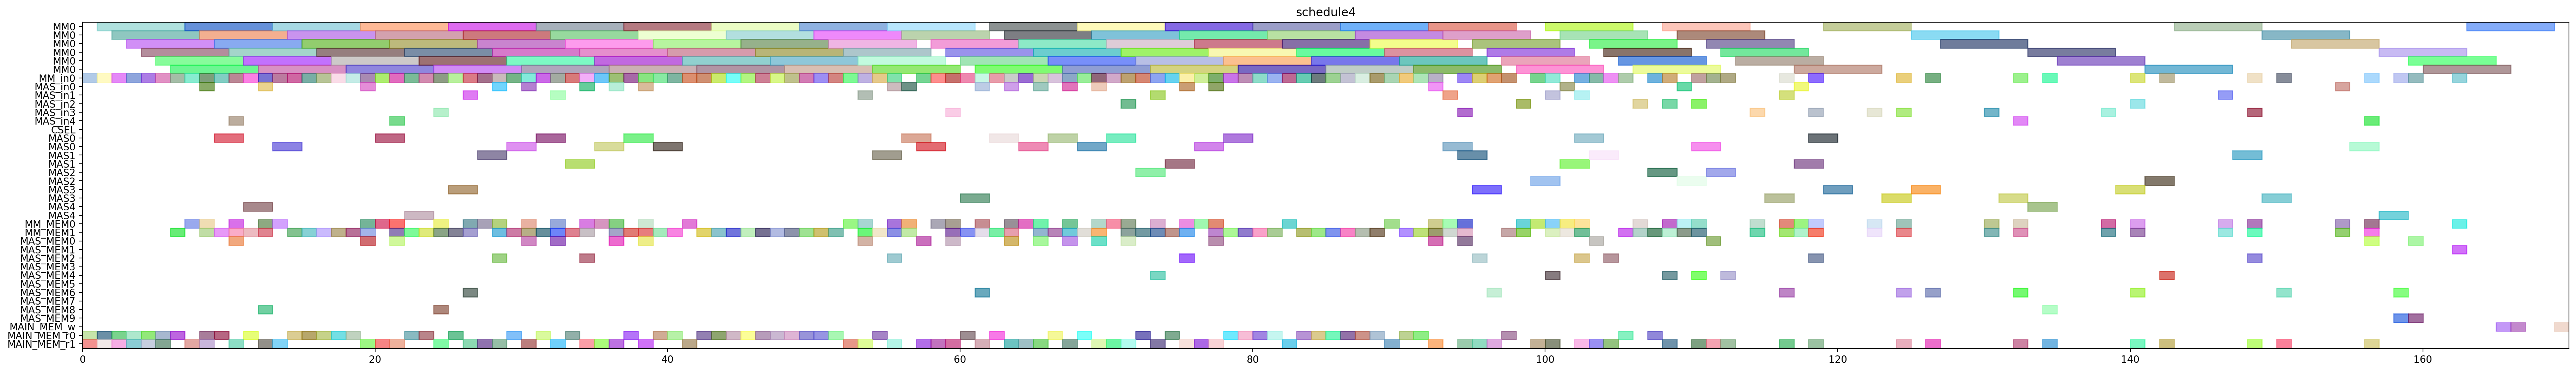 schedule4
MM0
MM0
MM0
MM0
MM0
MM0
MM_in0
MAS_in0
MAS_in1
MAS_in2
MAS_in3
MAS_in4
CSEL
MAS0
MAS0
MAS1
MAS1
MAS2
MAS2
MAS3
MAS3
MAS4
MAS4
MM_MEM0
MM_MEM1
MAS_MEM0
MAS_MEM1
MAS_MEM2
MAS_MEM3
MAS_MEM4
MAS_MEM5
MAS_MEM6
MAS_MEM7
MAS_MEM8
MAS_MEM9
MAIN_MEM_w
MAIN_MEM_r0
MAIN_MEM_r1
0 20 40 60 80 100 120 140 160